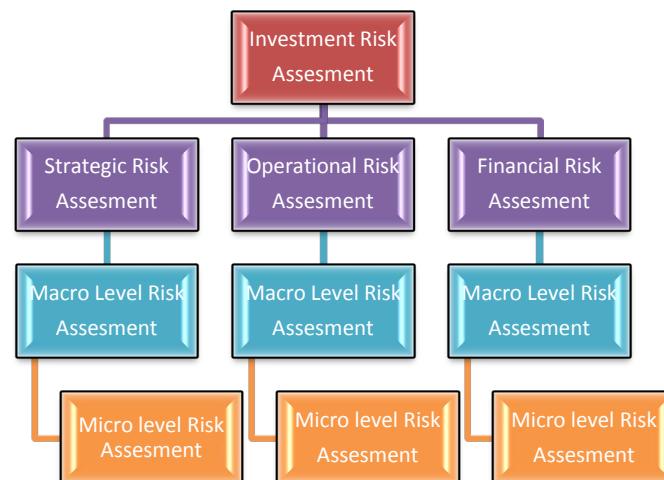 Investment Risk
Assesment
Strategic Risk
Assesment
Operational Risk
Assesment
Financial Risk
Assesment
Macro Level Risk
Assesment
Macro Level Risk
Assesment
Macro Level Risk
Assesment
Micro level Risk
Assesment
Micro level Risk
Assesment
Micro level Risk
Assesment